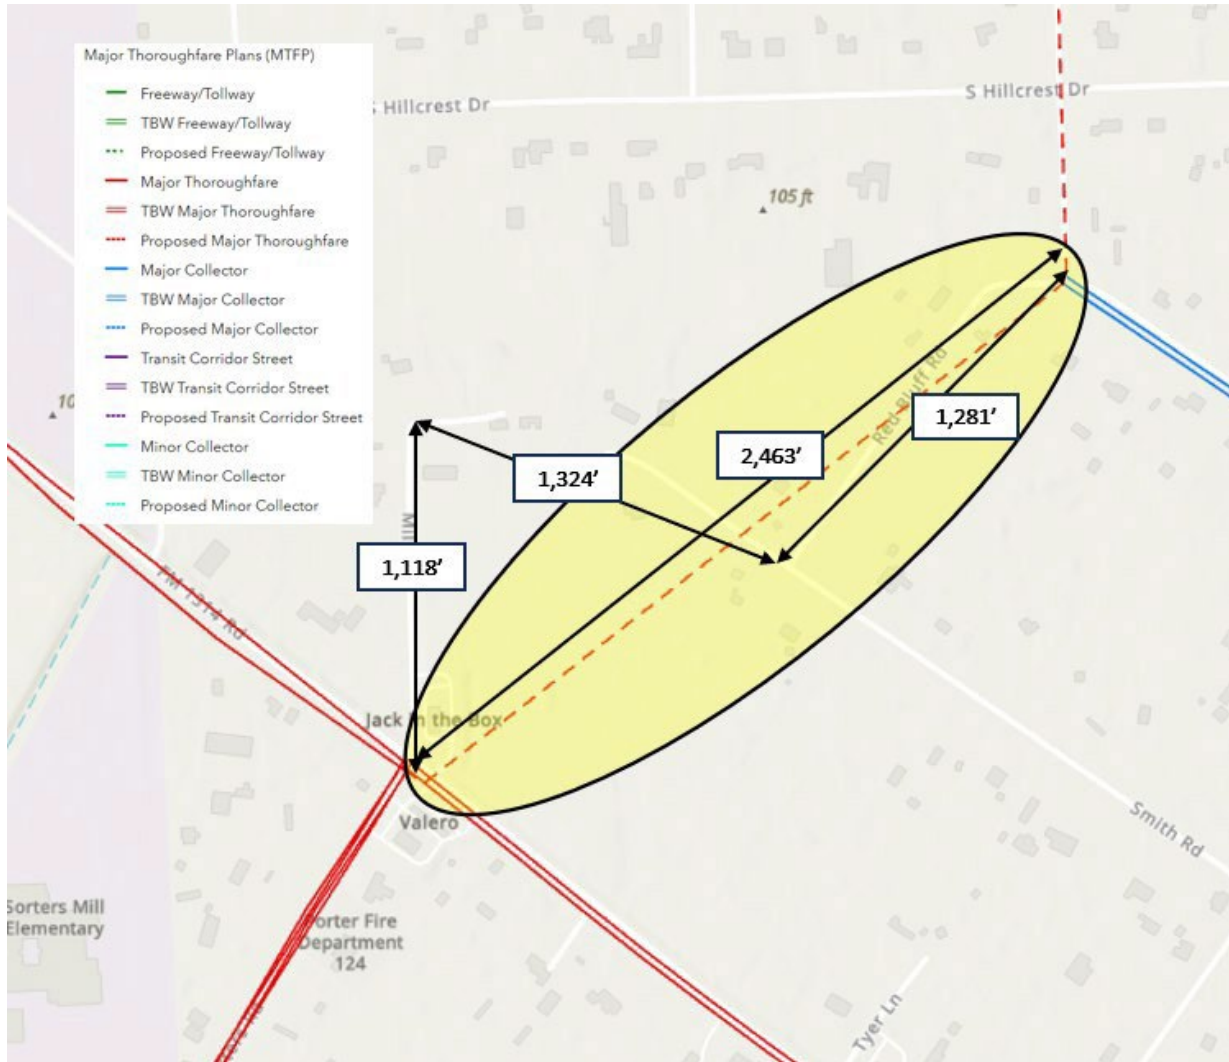 Major Thoroughfare Plans (MTFP)
Freeway/Tollway
TBW Freeway/Tollway
Proposed Freeway/Tollway
Major Thoroughfare
TBW Major Thoroughfare
Proposed Major Thoroughfare
Major Collector
TBW Major Collector
Proposed Major Collector
Transit Corridor Street
TBW Transit Corridor Street
Proposed Transit Corridor Street
Minor Collector
TBW Minor Collector
Proposed Minor Collector
S Hillcrest Dr
S Hillcrest Dr
105 ft
10
Red Bluff Rd
1,281’
2,463’
1,324’
Mil
1,118’
FM 1314 Rd
Jack in the Box
Valero
Smith Rd
Sorters Mill
Elementary
Porter Fire
Department
124
Tyer Ln
Rd